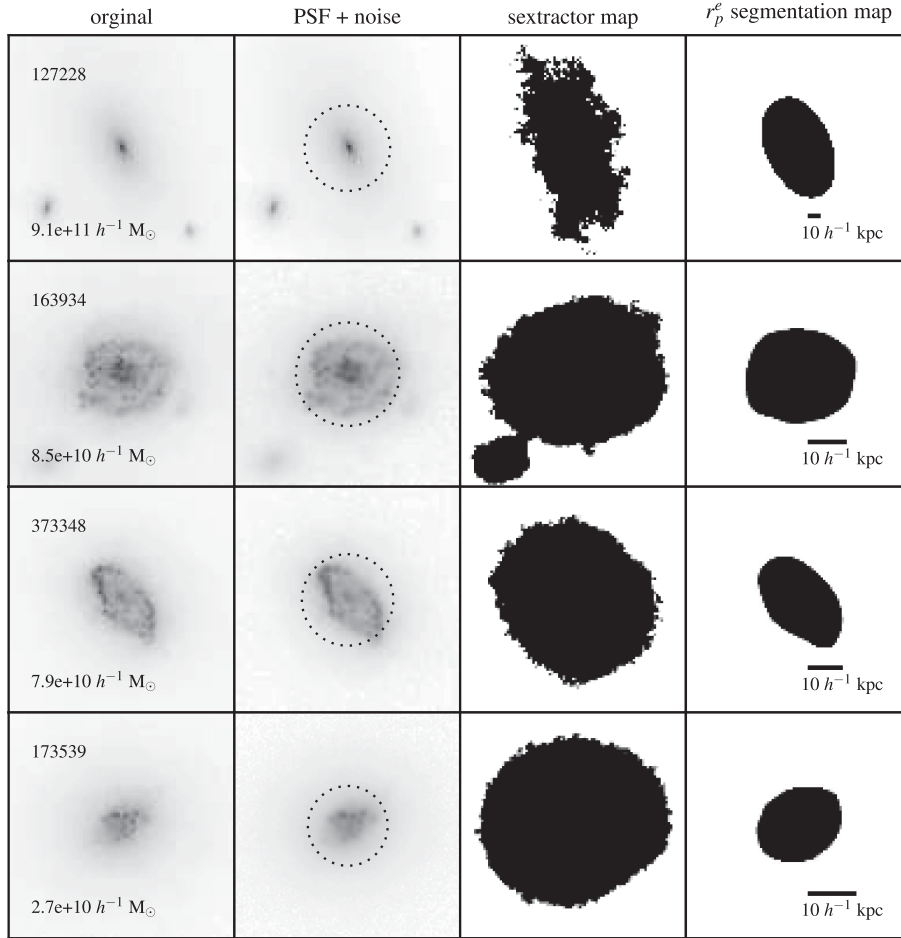 orginal PSF + noise sextractor map r_p^e segmentation map
127228
9.1e+11 h⁻¹ M☉
10 h⁻¹ kpc
163934
8.5e+10 h⁻¹ M☉
10 h⁻¹ kpc
373348
7.9e+10 h⁻¹ M☉
10 h⁻¹ kpc
173539
2.7e+10 h⁻¹ M☉
10 h⁻¹ kpc